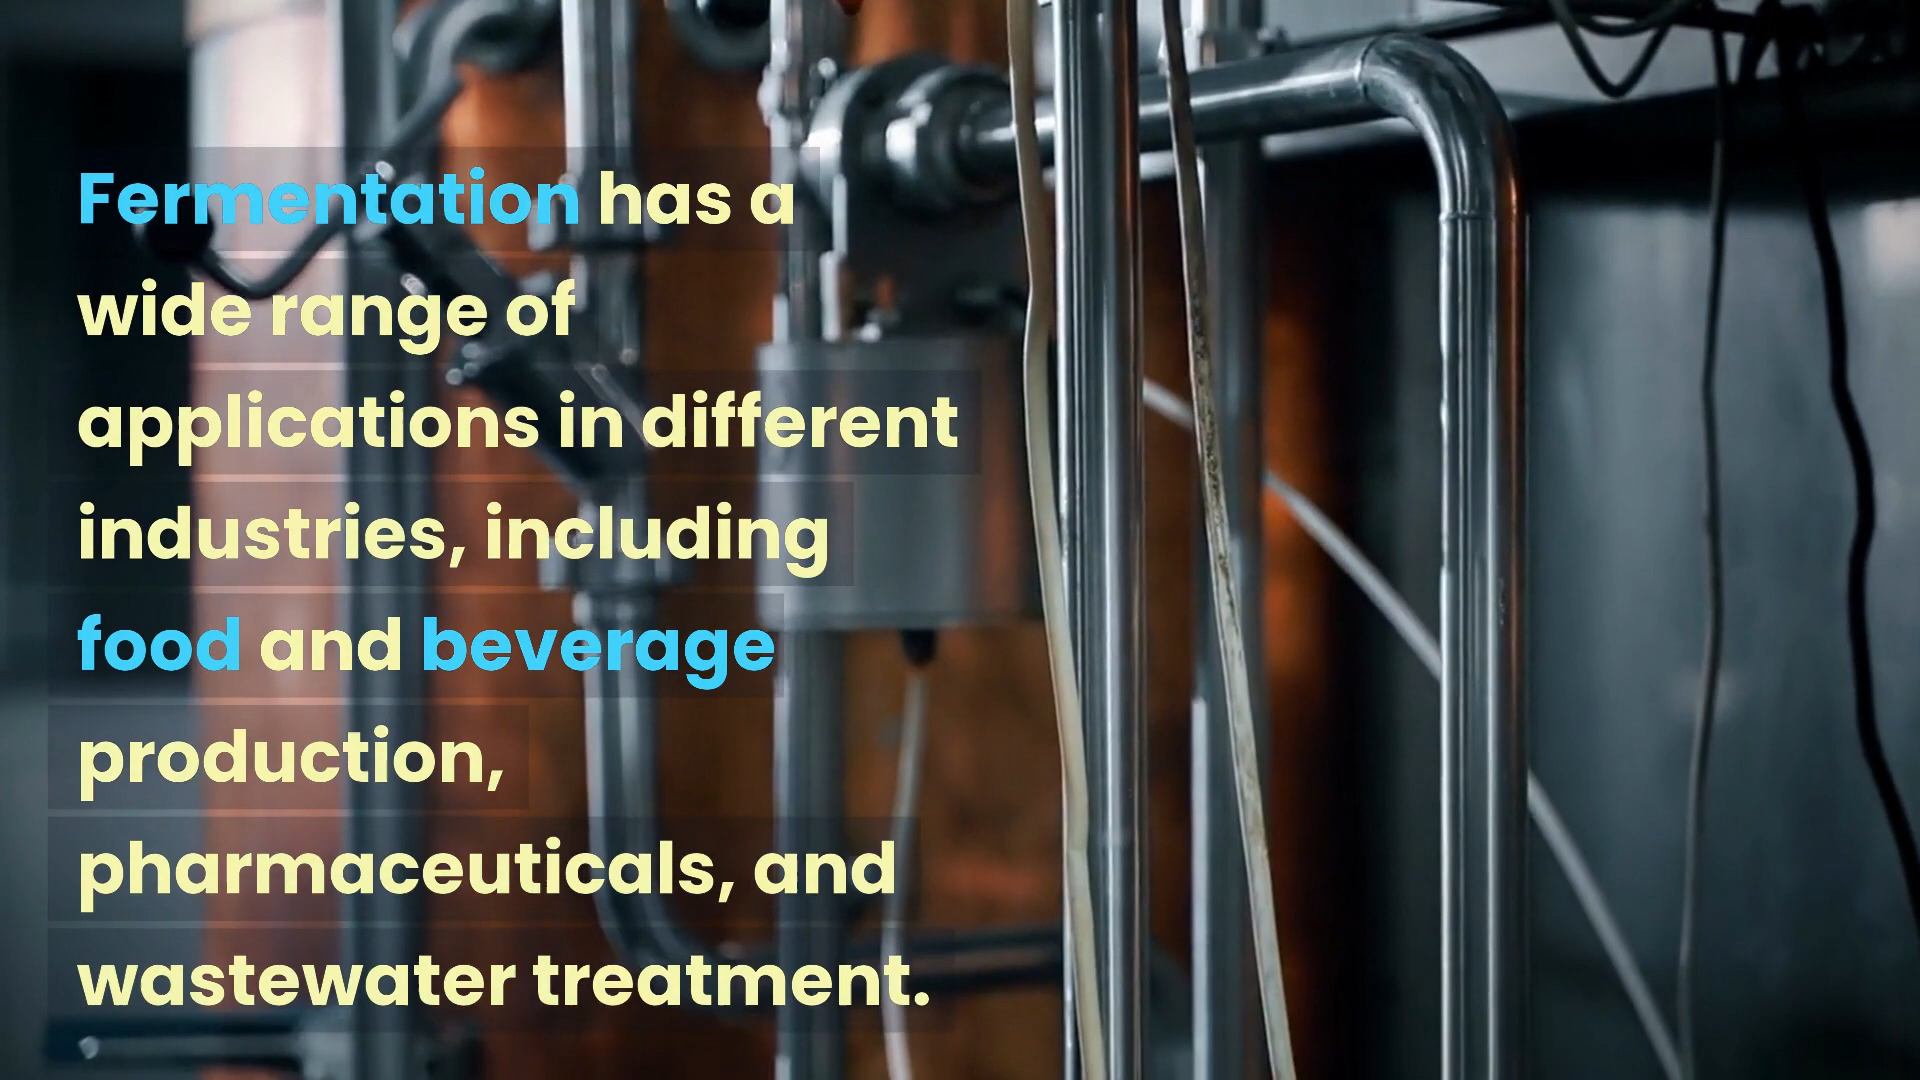 Fermentation has a
wide range of
applications in different
industries, including
food and beverage
production,
pharmaceuticals, and
wastewater treatment.